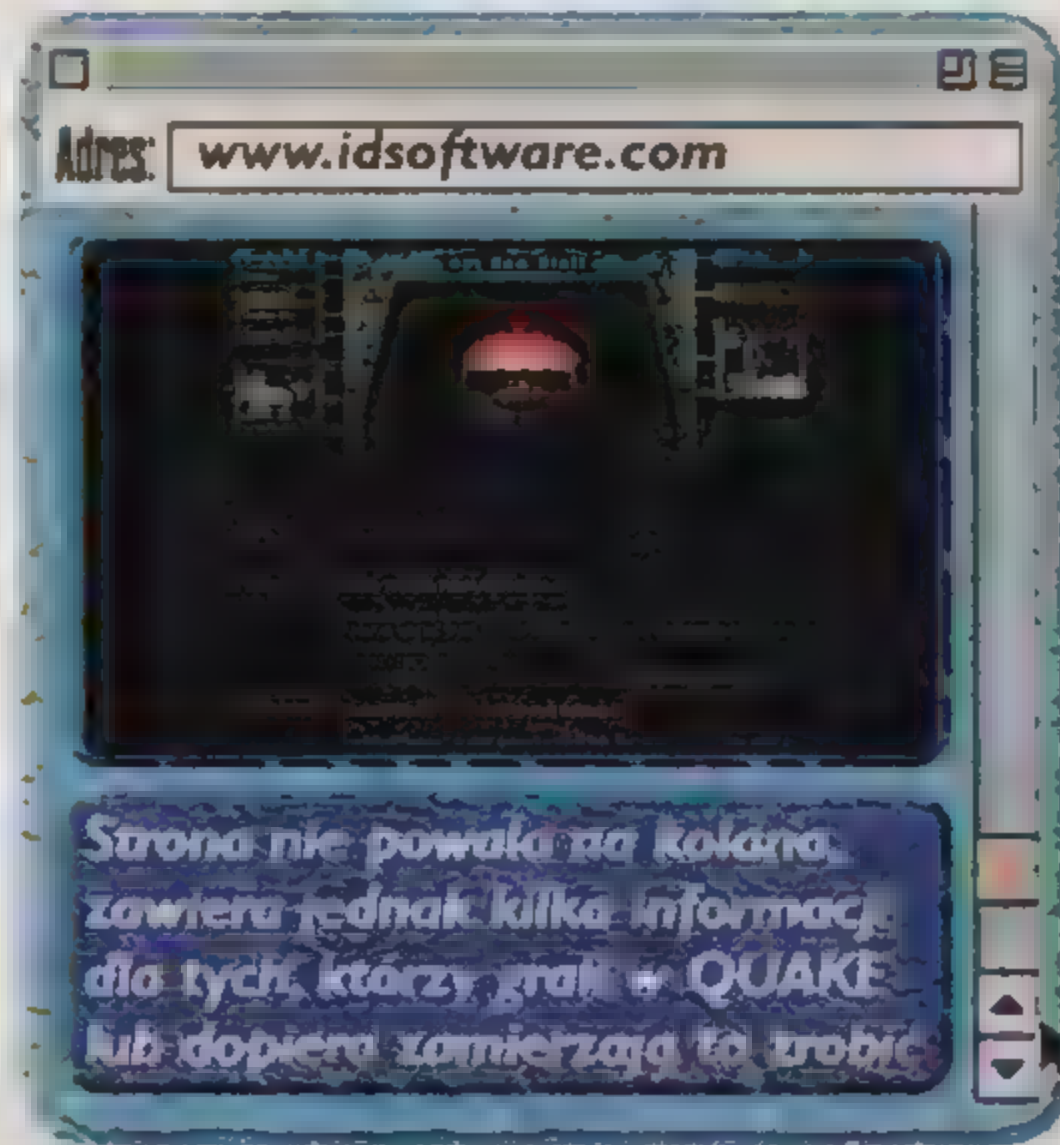 Adres: www.idsoftware.com
Strona nie powala na kolana,
zawiera jednak kilka informacji
dla tych, którzy grali w QUAKE
lub dopiero zamierzają to zrobić.